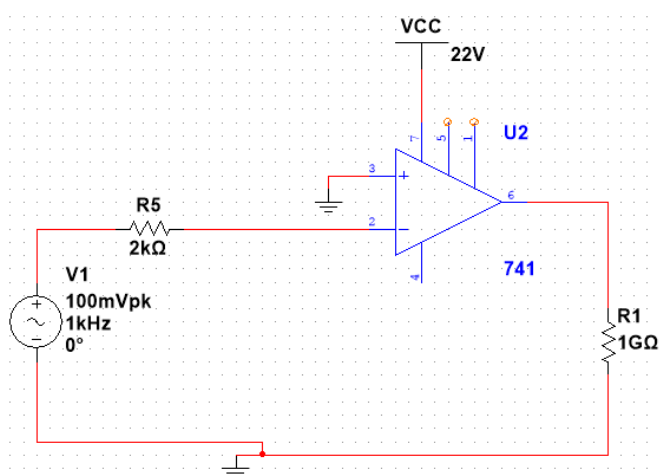 VCC
22V
7
5
1
U2
3
+
R5
2
−
6
2kΩ
741
4
V1
+
100mVpk
1kHz
−
0°
R1
1GΩ